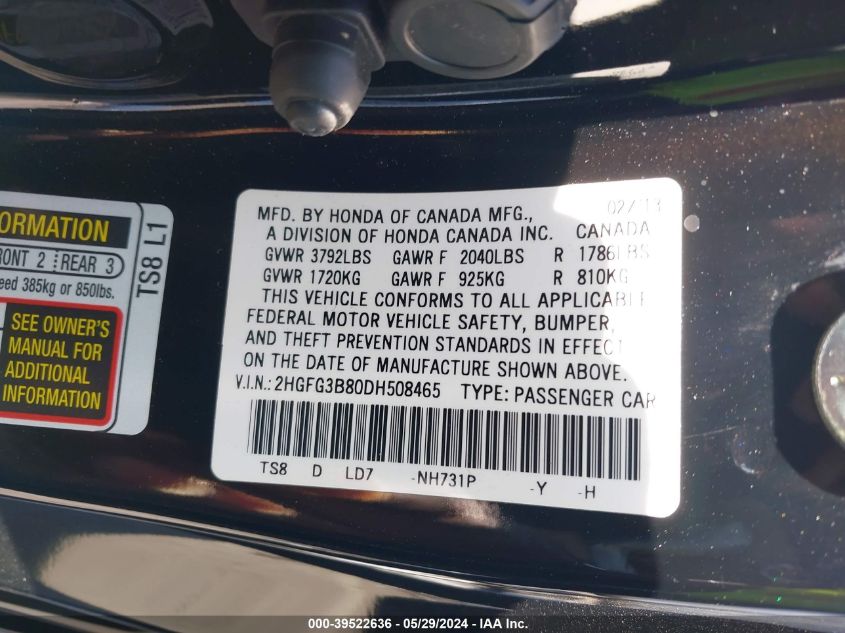 ORMATION
RONT 2 REAR 3
eed 385kg or 850lbs.
TS8 L1
SEE OWNER'S
MANUAL FOR
ADDITIONAL
INFORMATION
MFD. BY HONDA OF CANADA MFG., 02/13
A DIVISION OF HONDA CANADA INC. CANADA
GVWR 3792LBS GAWR F 2040LBS R 1786LBS
GVWR 1720KG GAWR F 925KG R 810KG
THIS VEHICLE CONFORMS TO ALL APPLICABLE
FEDERAL MOTOR VEHICLE SAFETY, BUMPER,
AND THEFT PREVENTION STANDARDS IN EFFECT
ON THE DATE OF MANUFACTURE SHOWN ABOVE.
V.I.N.: 2HGFG3B80DH508465 TYPE: PASSENGER CAR
TS8 D LD7 -NH731P -Y -H
000-39522636 - 05/29/2024 - IAA Inc.